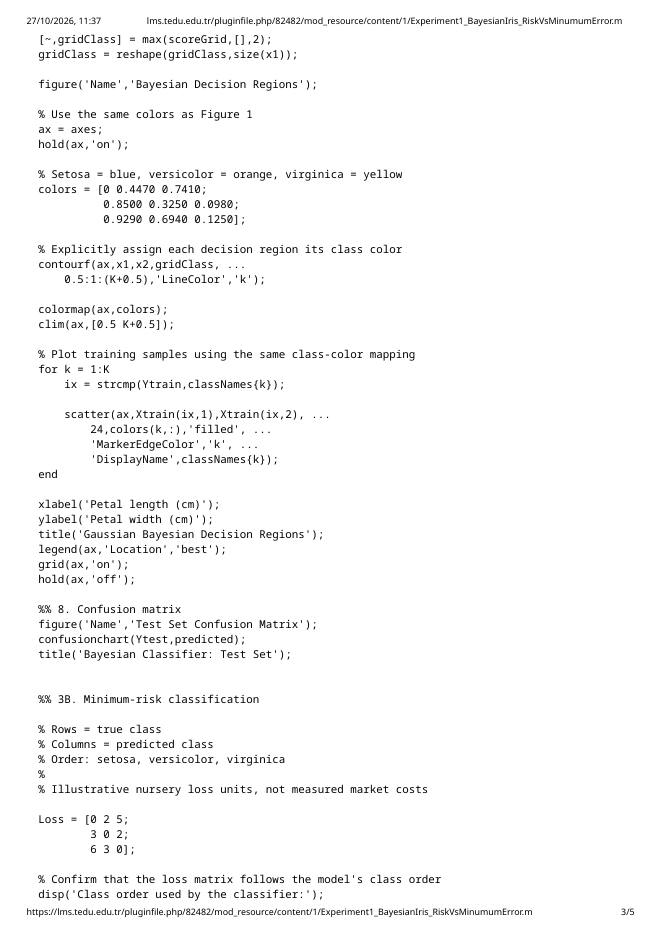 27/10/2026, 11:37 lms.tedu.edu.tr/pluginfile.php/82482/mod_resource/content/1/Experiment1_BayesianIris_RiskVsMinumumError.m
[~,gridClass] = max(scoreGrid,[],2);
gridClass = reshape(gridClass,size(x1));
figure('Name','Bayesian Decision Regions');
% Use the same colors as Figure 1
ax = axes;
hold(ax,'on');
% Setosa = blue, versicolor = orange, virginica = yellow
colors = [0 0.4470 0.7410;
0.8500 0.3250 0.0980;
0.9290 0.6940 0.1250];
% Explicitly assign each decision region its class color
contourf(ax,x1,x2,gridClass, ...
0.5:1:(K+0.5),'LineColor','k');
colormap(ax,colors);
clim(ax,[0.5 K+0.5]);
% Plot training samples using the same class-color mapping
for k = 1:K
ix = strcmp(Ytrain,classNames{k});
scatter(ax,Xtrain(ix,1),Xtrain(ix,2), ...
24,colors(k,:),'filled', ...
'MarkerEdgeColor','k', ...
'DisplayName',classNames{k});
end
xlabel('Petal length (cm)');
ylabel('Petal width (cm)');
title('Gaussian Bayesian Decision Regions');
legend(ax,'Location','best');
grid(ax,'on');
hold(ax,'off');
%% 8. Confusion matrix
figure('Name','Test Set Confusion Matrix');
confusionchart(Ytest,predicted);
title('Bayesian Classifier: Test Set');
%% 3B. Minimum-risk classification
% Rows = true class
% Columns = predicted class
% Order: setosa, versicolor, virginica
%
% Illustrative nursery loss units, not measured market costs
Loss = [0 2 5;
3 0 2;
6 3 0];
% Confirm that the loss matrix follows the model's class order
disp('Class order used by the classifier:');
https://lms.tedu.edu.tr/pluginfile.php/82482/mod_resource/content/1/Experiment1_BayesianIris_RiskVsMinumumError.m 3/5